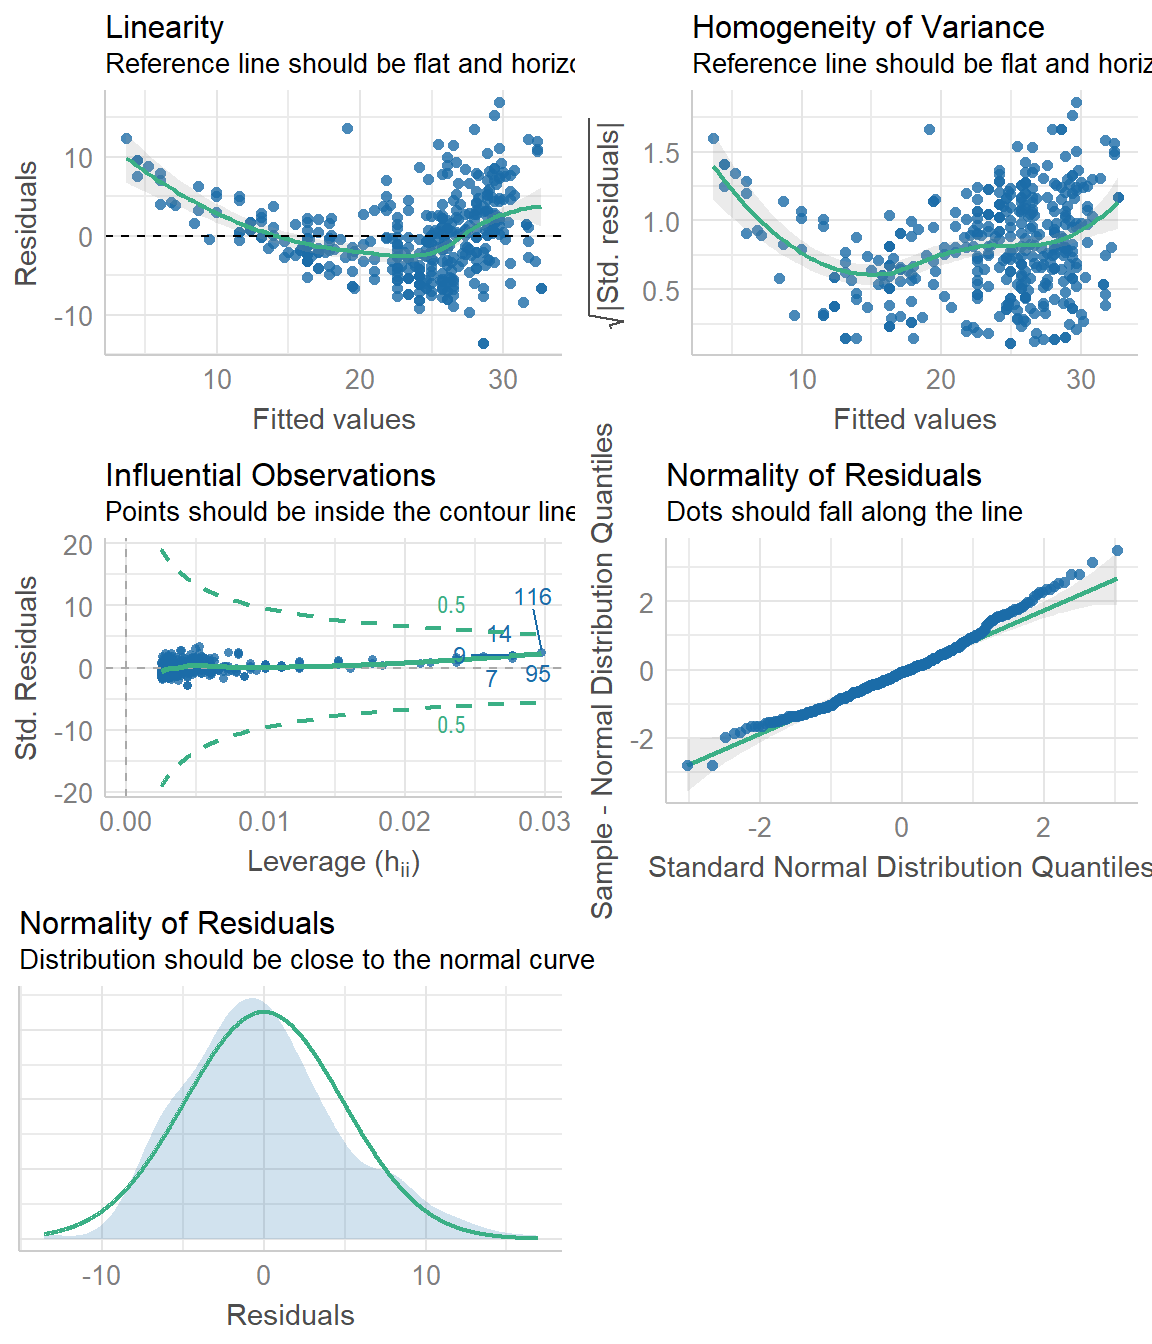 Linearity
Reference line should be flat and horizo
Residuals
10
0
-10
10
20
30
Fitted values
Homogeneity of Variance
Reference line should be flat and horiz
√|Std. residuals|
1.5
1.0
0.5
10
20
30
Fitted values
Influential Observations
Points should be inside the contour line
Std. Residuals
20
10
0
-10
-20
0.5
116
14
9
7
95
0.5
0.00
0.01
0.02
0.03
Leverage (hii)
Normality of Residuals
Dots should fall along the line
Sample - Normal Distribution Quantiles
2
0
-2
-2
0
2
Standard Normal Distribution Quantiles
Normality of Residuals
Distribution should be close to the normal curve
-10
0
10
Residuals